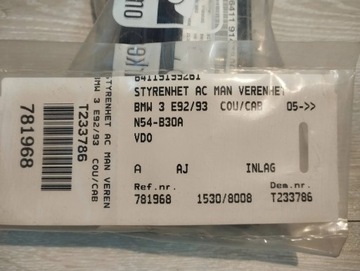 64119199261
STYRENHET AC MAN VERENHET
BMW 3 E92/93 COU/CAB 05->>
N54-B30A
VDO
A AJ INLAG
Ref.nr. Dem.nr.
781968 1530/8008 T233786
STYRENHET AC MAN VEREN
BMW 3 E92/93 COU/CAB
T233786
781968